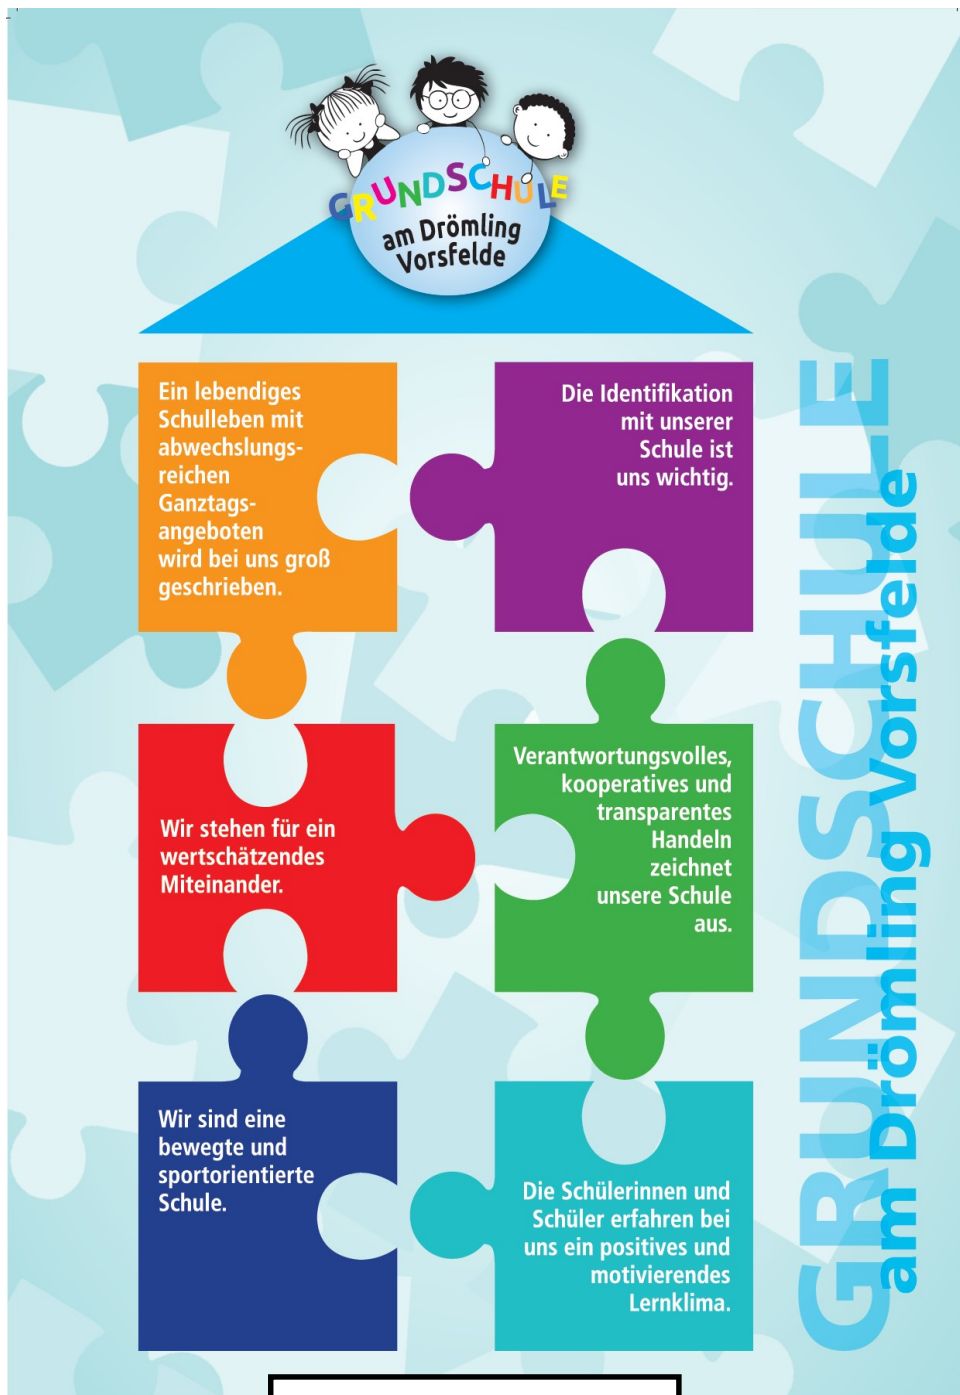 GRUNDSCHULE
am Drömling
Vorsfelde
Ein lebendiges
Schulleben mit
abwechslungs-
reichen
Ganztags-
angeboten
wird bei uns groß
geschrieben.
Die Identifikation
mit unserer
Schule ist
uns wichtig.
Wir stehen für ein
wertschätzendes
Miteinander.
Verantwortungsvolles,
kooperatives und
transparentes
Handeln
zeichnet
unsere Schule
aus.
Wir sind eine
bewegte und
sportorientierte
Schule.
Die Schülerinnen und
Schüler erfahren bei
uns ein positives und
motivierendes
Lernklima.
GRUNDSCHULE
am Drömling Vorsfelde